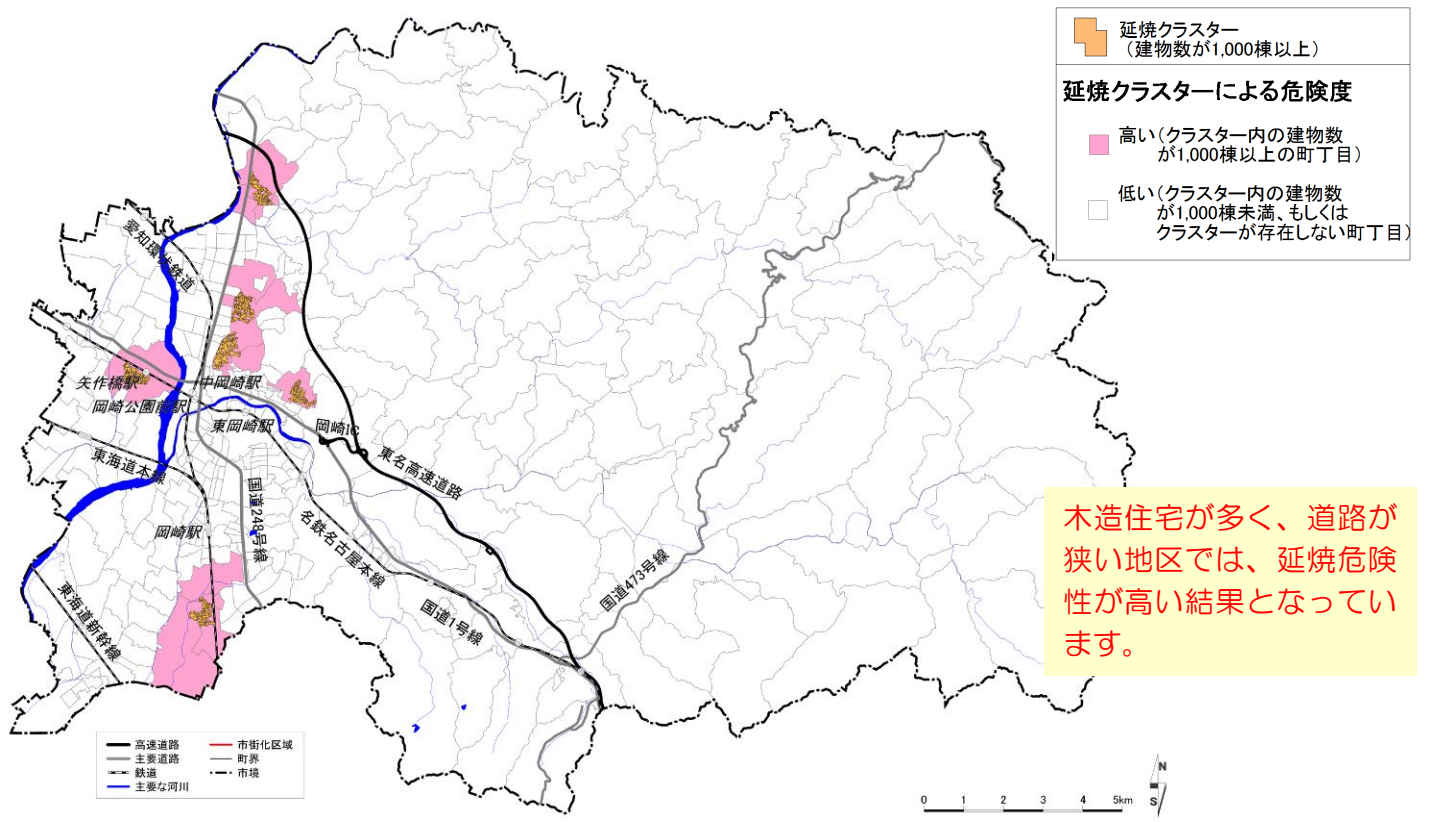 延焼クラスター
（建物数が1,000棟以上）
延焼クラスターによる危険度
高い（クラスター内の建物数
が1,000棟以上の町丁目）
低い（クラスター内の建物数
が1,000棟未満、もしくは
クラスターが存在しない町丁目）
愛知環状鉄道
矢作橋駅
中岡崎駅
岡崎公園前駅
東岡崎駅
岡崎IC
東名高速道路
東海道本線
国道248号線
岡崎駅
名鉄名古屋本線
国道473号線
国道1号線
東海道新幹線
木造住宅が多く、道路が
狭い地区では、延焼危険
性が高い結果となってい
ます。
高速道路
市街化区域
主要道路
町界
鉄道
市境
主要な河川
0 1 2 3 4 5km
N
S